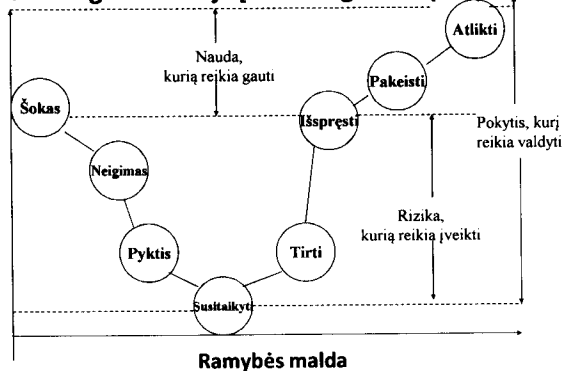 Atlikti
Nauda,
kurią reikia gauti
Pakeisti
Šokas
Išspręsti
Pokytis, kurį
reikia valdyti
Neigimas
Rizika,
kurią reikia įveikti
Pyktis
Tirti
Susitaikyti
Ramybės malda